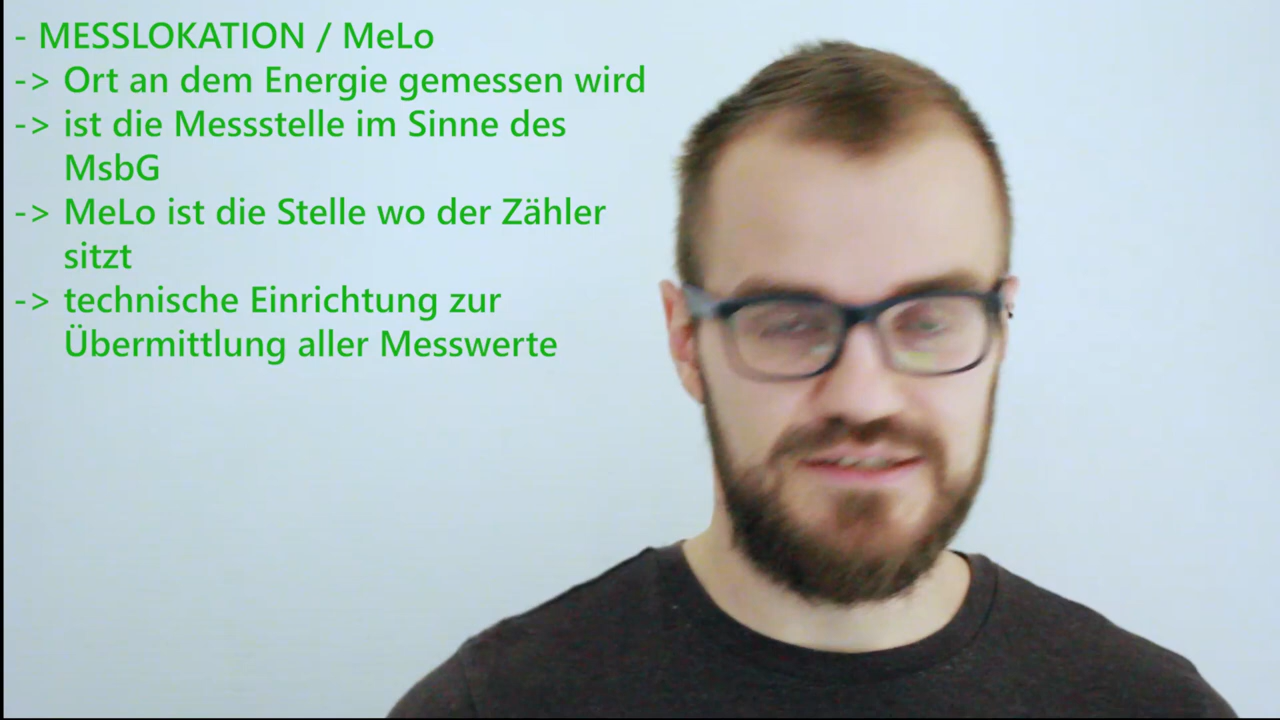 - MESSLOKATION / MeLo
-> Ort an dem Energie gemessen wird
-> ist die Messstelle im Sinne des
MsbG
-> MeLo ist die Stelle wo der Zähler
sitzt
-> technische Einrichtung zur
Übermittlung aller Messwerte